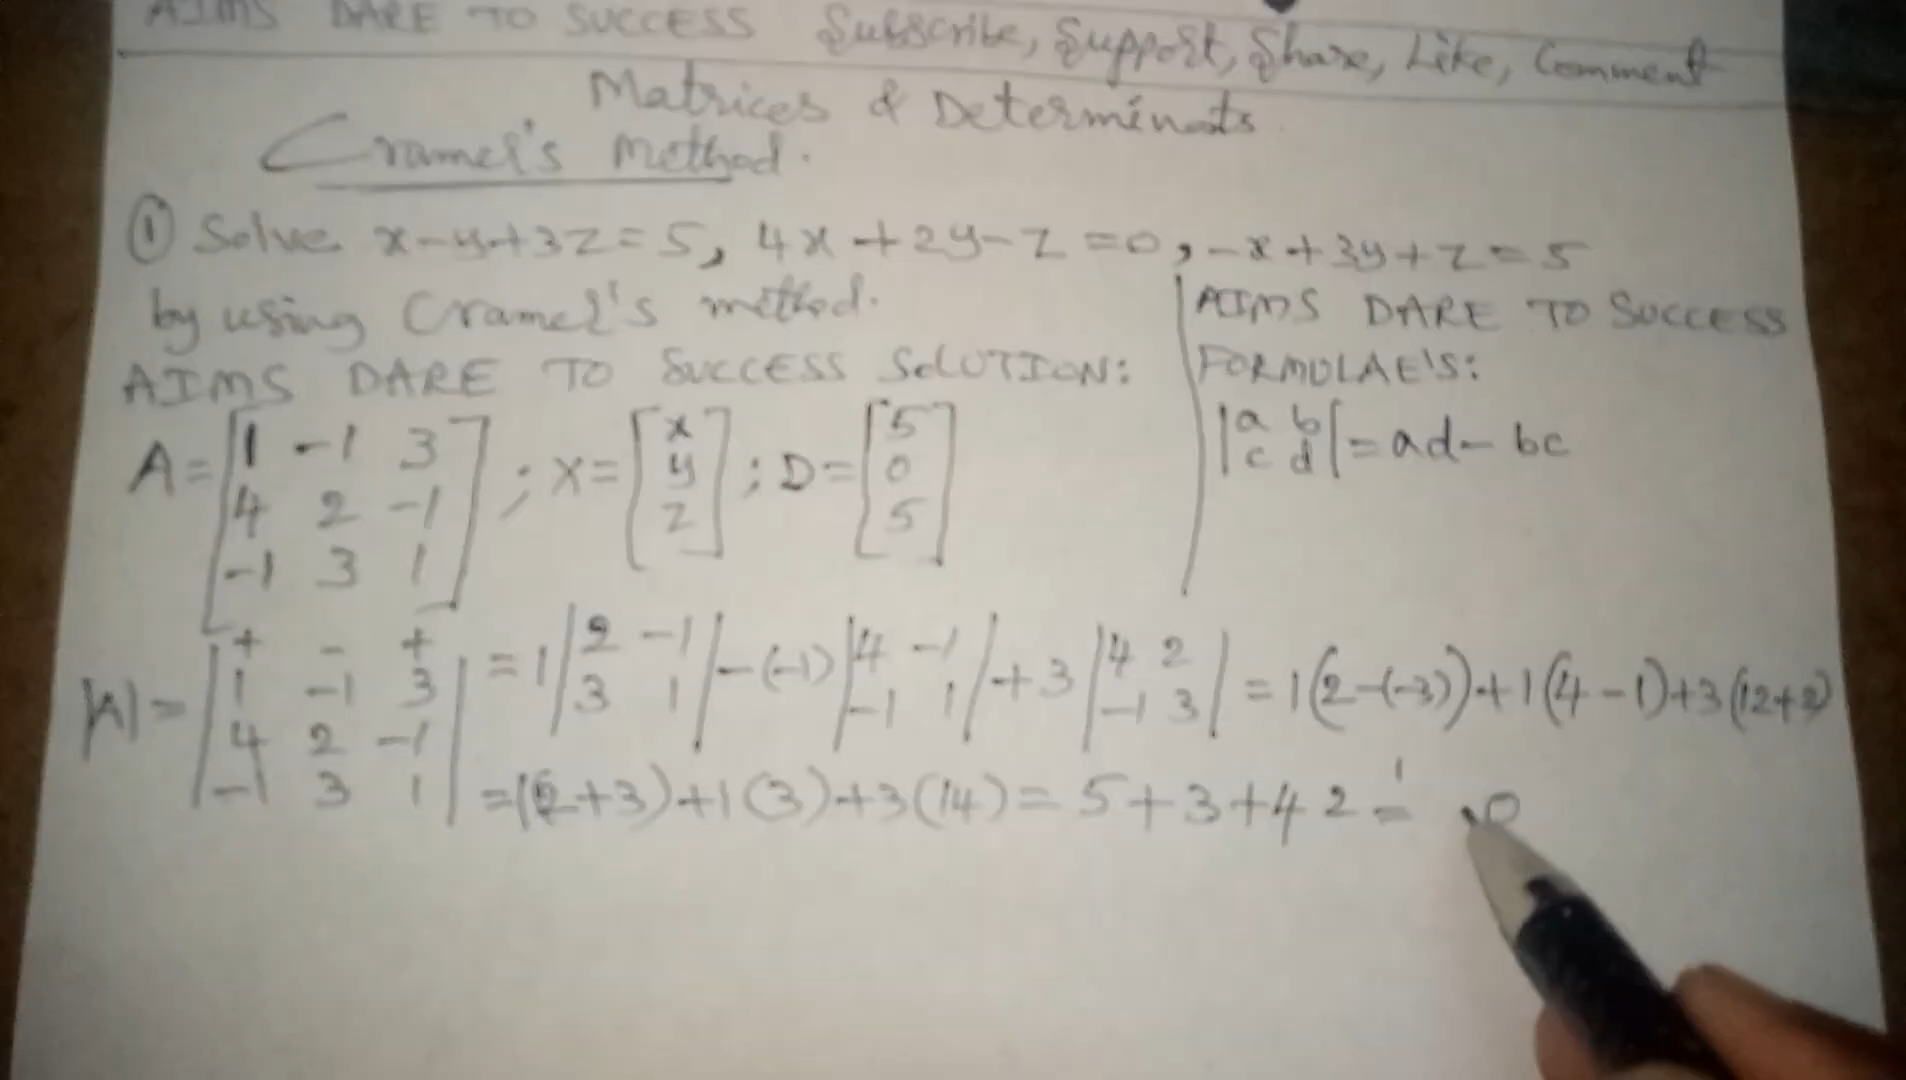 AIMS DARE TO SUCCESS Subscribe, Support, Share, Like, Comment
Matrices & Determinats.
Cramer's Method.
① Solve x-y+3z=5, 4x+2y-z=0, -x+3y+z=5
by using Cramer's method.
AIMS DARE TO SUCCESS SOLUTION:
AIMS DARE TO SUCCESS
FORMULAE'S:
|a b|
|c d| = ad - bc
A = [1 -1 3; X = [x; D = [5
4 2 -1 y 0
-1 3 1] z] 5]
+ - +
|A| = |1 -1 3| = 1|2 -1| -(-1)|4 -1| +3|4 2| = 1(2-(-3))+1(4-1)+3(12+2)
|4 2 -1| |3 1| |-1 1| |-1 3|
|-1 3 1| = 1(2+3)+1(3)+3(14) = 5+3+42 = 0